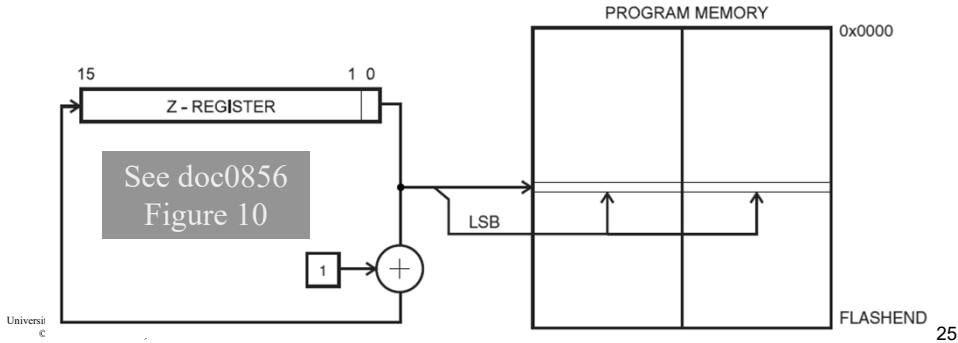 PROGRAM MEMORY
0x0000
15 1 0
Z - REGISTER
See doc0856
Figure 10
LSB
1
+
FLASHEND
©
25